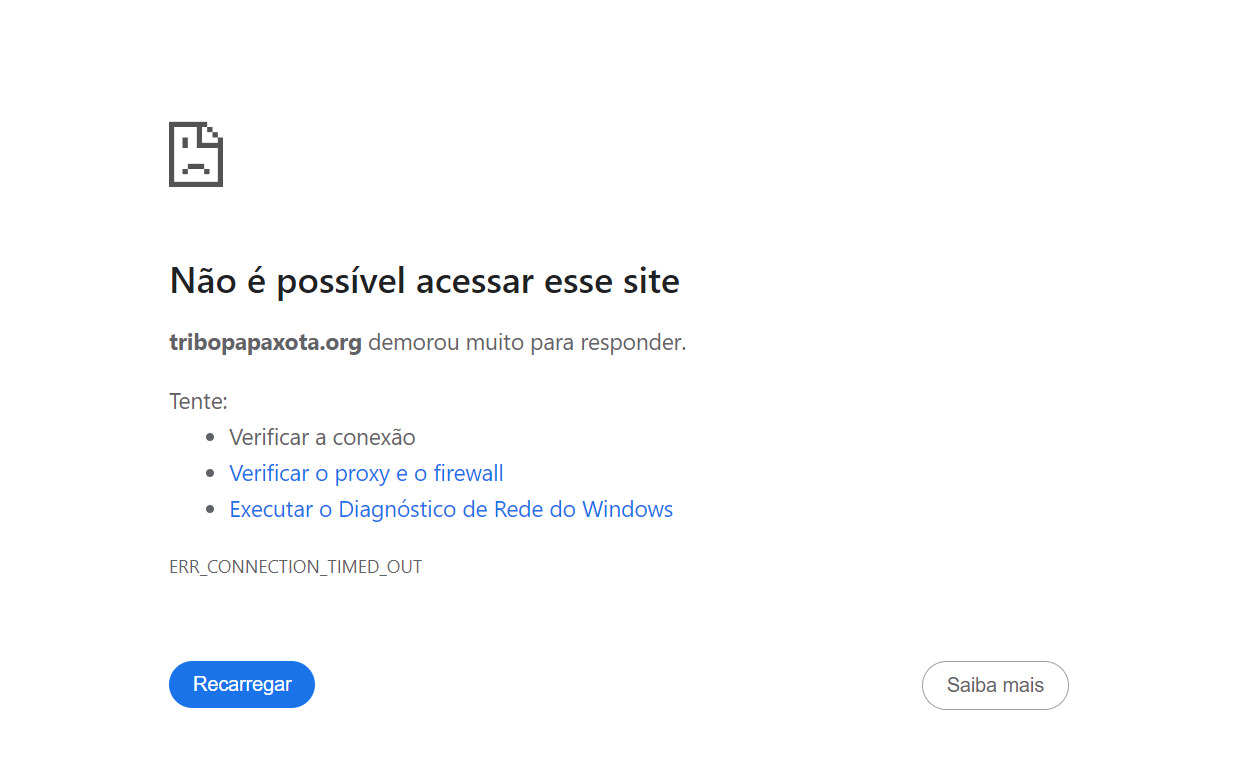 Não é possível acessar esse site
tribopapaxota.org demorou muito para responder.
Tente:
Verificar a conexão
Verificar o proxy e o firewall
Executar o Diagnóstico de Rede do Windows
ERR_CONNECTION_TIMED_OUT
Recarregar
Saiba mais